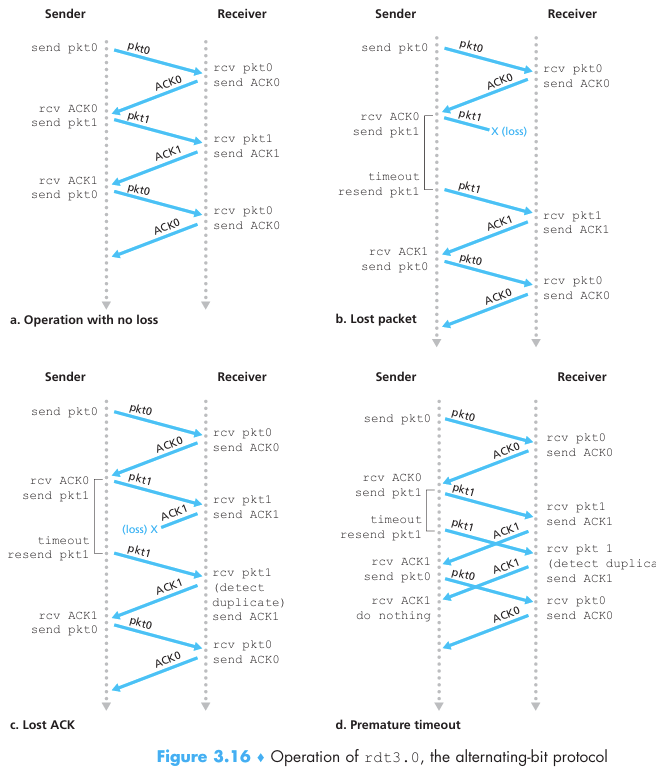 Sender
Receiver
send pkt0
pkt0
rcv pkt0
send ACK0
ACK0
rcv ACK0
send pkt1
pkt1
rcv pkt1
send ACK1
ACK1
rcv ACK1
send pkt0
pkt0
rcv pkt0
send ACK0
ACK0
a. Operation with no loss
Sender
Receiver
send pkt0
pkt0
rcv pkt0
send ACK0
ACK0
rcv ACK0
send pkt1
pkt1
X (loss)
timeout
resend pkt1
pkt1
rcv pkt1
send ACK1
ACK1
rcv ACK1
send pkt0
pkt0
rcv pkt0
send ACK0
ACK0
b. Lost packet
Sender
Receiver
send pkt0
pkt0
rcv pkt0
send ACK0
ACK0
rcv ACK0
send pkt1
pkt1
rcv pkt1
send ACK1
ACK1
(loss) X
timeout
resend pkt1
pkt1
rcv pkt1
(detect
duplicate)
send ACK1
ACK1
rcv ACK1
send pkt0
pkt0
rcv pkt0
send ACK0
ACK0
c. Lost ACK
Sender
Receiver
send pkt0
pkt0
rcv pkt0
send ACK0
ACK0
rcv ACK0
send pkt1
pkt1
rcv pkt1
send ACK1
ACK1
timeout
resend pkt1
pkt1
rcv pkt 1
(detect duplica
send ACK1
ACK1
rcv ACK1
send pkt0
pkt0
rcv pkt0
send ACK0
rcv ACK1
do nothing
ACK0
d. Premature timeout
Figure 3.16 ♦ Operation of rdt3.0, the alternating-bit protocol